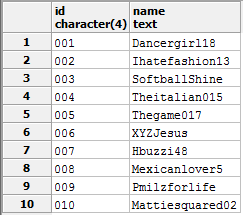 id name
character(4) text
1 001 Dancergirl18
2 002 Ihatefashion13
3 003 SoftballShine
4 004 Theitalian015
5 005 Thegame017
6 006 XYZJesus
7 007 Hbuzzi48
8 008 Mexicanlover5
9 009 Pmilzforlife
10 010 Mattiesquared02